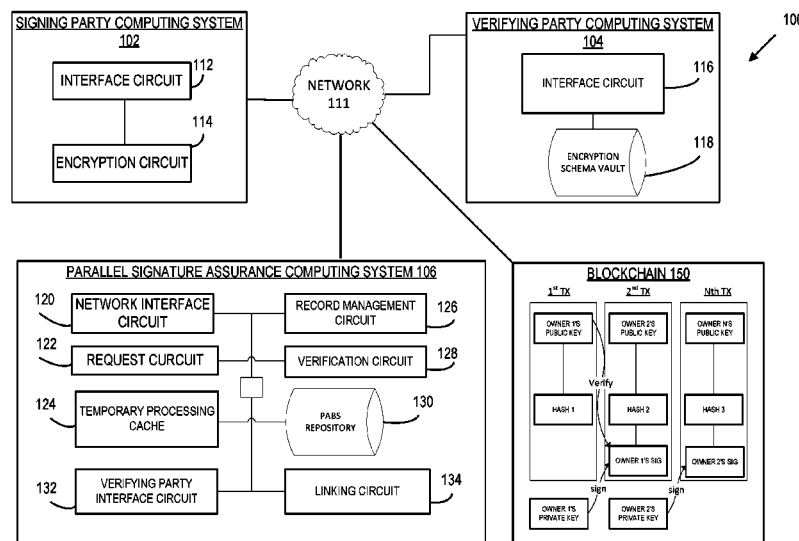 SIGNING PARTY COMPUTING SYSTEM
102
INTERFACE CIRCUIT
112
114
ENCRYPTION CIRCUIT
NETWORK
111
VERIFYING PARTY COMPUTING SYSTEM
104
INTERFACE CIRCUIT
116
ENCRYPTION
SCHEMA VAULT
118
100
PARALLEL SIGNATURE ASSURANCE COMPUTING SYSTEM 106
120
NETWORK INTERFACE
CIRCUIT
RECORD MANAGEMENT
CIRCUIT
126
122
REQUEST CURCUIT
VERIFICATION CIRCUIT
128
124
TEMPORARY PROCESSING
CACHE
PABS
REPOSITORY
130
132
VERIFYING PARTY
INTERFACE CIRCUIT
LINKING CIRCUIT
134
BLOCKCHAIN 150
1st TX
2nd TX
Nth TX
OWNER 1'S
PUBLIC KEY
OWNER 2'S
PUBLIC KEY
OWNER N'S
PUBLIC KEY
Verify
HASH 1
HASH 2
HASH 3
OWNER 1'S SIG
OWNER 2'S SIG
sign
sign
OWNER 1'S
PRIVATE KEY
OWNER 2'S
PRIVATE KEY